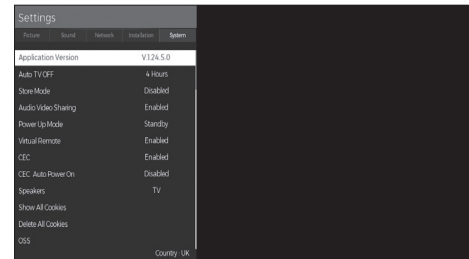 Settings
Picture Sound Network Installation System
Application Version V.1.24.5.0
Auto TV OFF 4 Hours
Store Mode Disabled
Audio Video Sharing Enabled
Power Up Mode Standby
Virtual Remote Enabled
CEC Enabled
CEC Auto Power On Disabled
Speakers TV
Show All Cookies
Delete All Cookies
OSS
Country UK